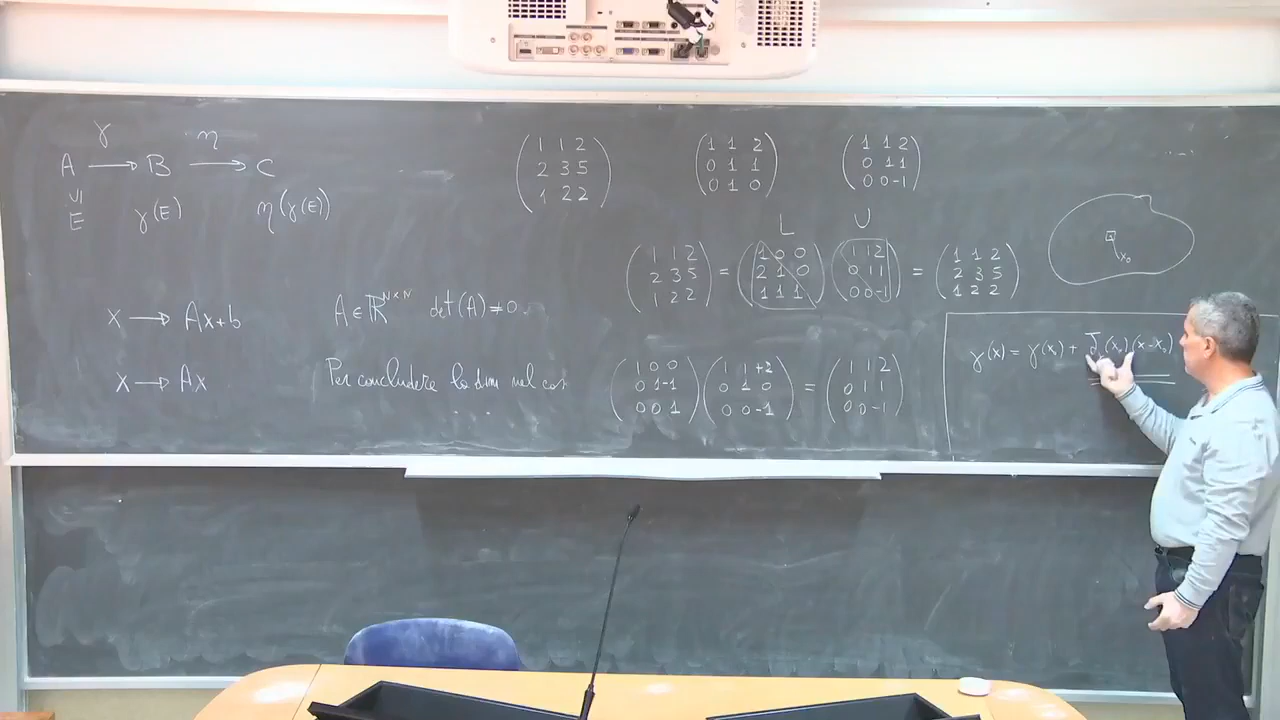 γ η
A ⟶ B ⟶ C
⊆
E γ(E) η(γ(E))
x ⟶ Ax+b
x ⟶ Ax
A ∈ ℝ^{N×N} det(A) ≠ 0.
Per concludere la dim nel
( 1 1 2 ) ( 1 1 2 ) ( 1 1 2 )
( 2 3 5 ) ( 0 1 1 ) ( 0 1 1 )
( 1 2 2 ) ( 0 1 0 ) ( 0 0 -1 )
L U
( 1 1 2 ) = ( 1 0 0 ) ( 1 1 2 ) = ( 1 1 2 )
( 2 3 5 ) ( 2 1 0 ) ( 0 1 1 ) ( 2 3 5 )
( 1 2 2 ) ( 1 1 1 ) ( 0 0 -1 ) ( 1 2 2 )
( 1 0 0 ) ( 1 1 +2 ) = ( 1 1 2 )
( 0 1 -1 ) ( 0 1 0 ) ( 0 1 1 )
( 0 0 1 ) ( 0 0 -1 ) ( 0 0 -1 )
x₀
γ(x) = γ(x₀) + J (x₀)(x-x₀)